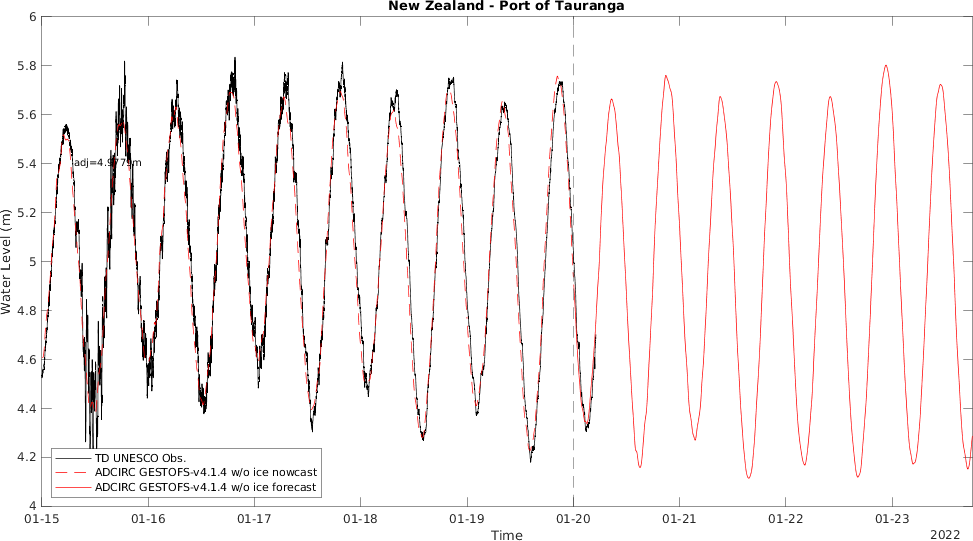 New Zealand - Port of Tauranga
6
5.8
5.6
5.4
5.2
5
4.8
4.6
4.4
4.2
4
Water Level (m)
adj=4.9779m
TD UNESCO Obs.
ADCIRC GESTOFS-v4.1.4 w/o ice nowcast
ADCIRC GESTOFS-v4.1.4 w/o ice forecast
01-15 01-16 01-17 01-18 01-19 01-20 01-21 01-22 01-23
Time
2022